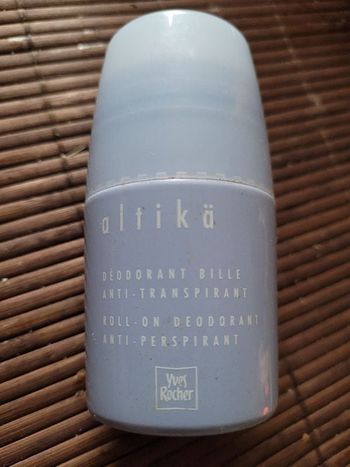 altikä
DÉODORANT BILLE
ANTI-TRANSPIRANT
ROLL-ON DEODORANT
ANTI-PERSPIRANT
Yves
Rocher